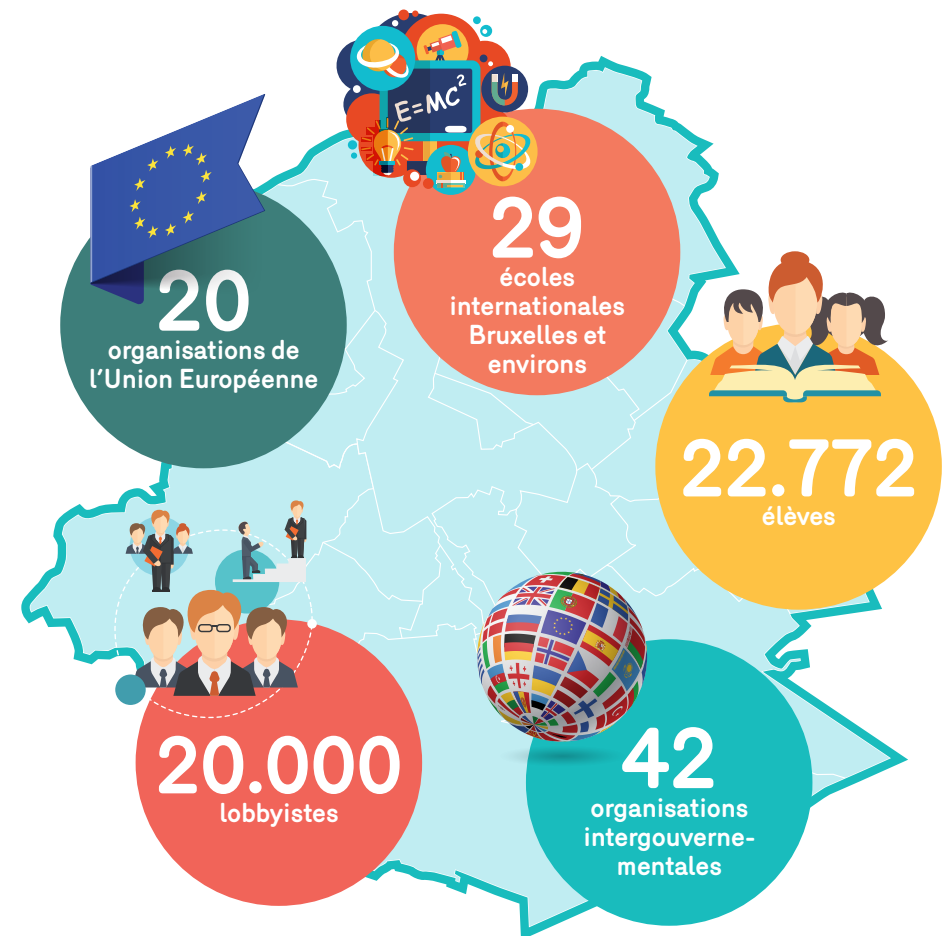 E=MC²
29
écoles
internationales
Bruxelles et
environs
20
organisations de
l'Union Européenne
22.772
élèves
20.000
lobbyistes
42
organisations
intergouverne-
mentales